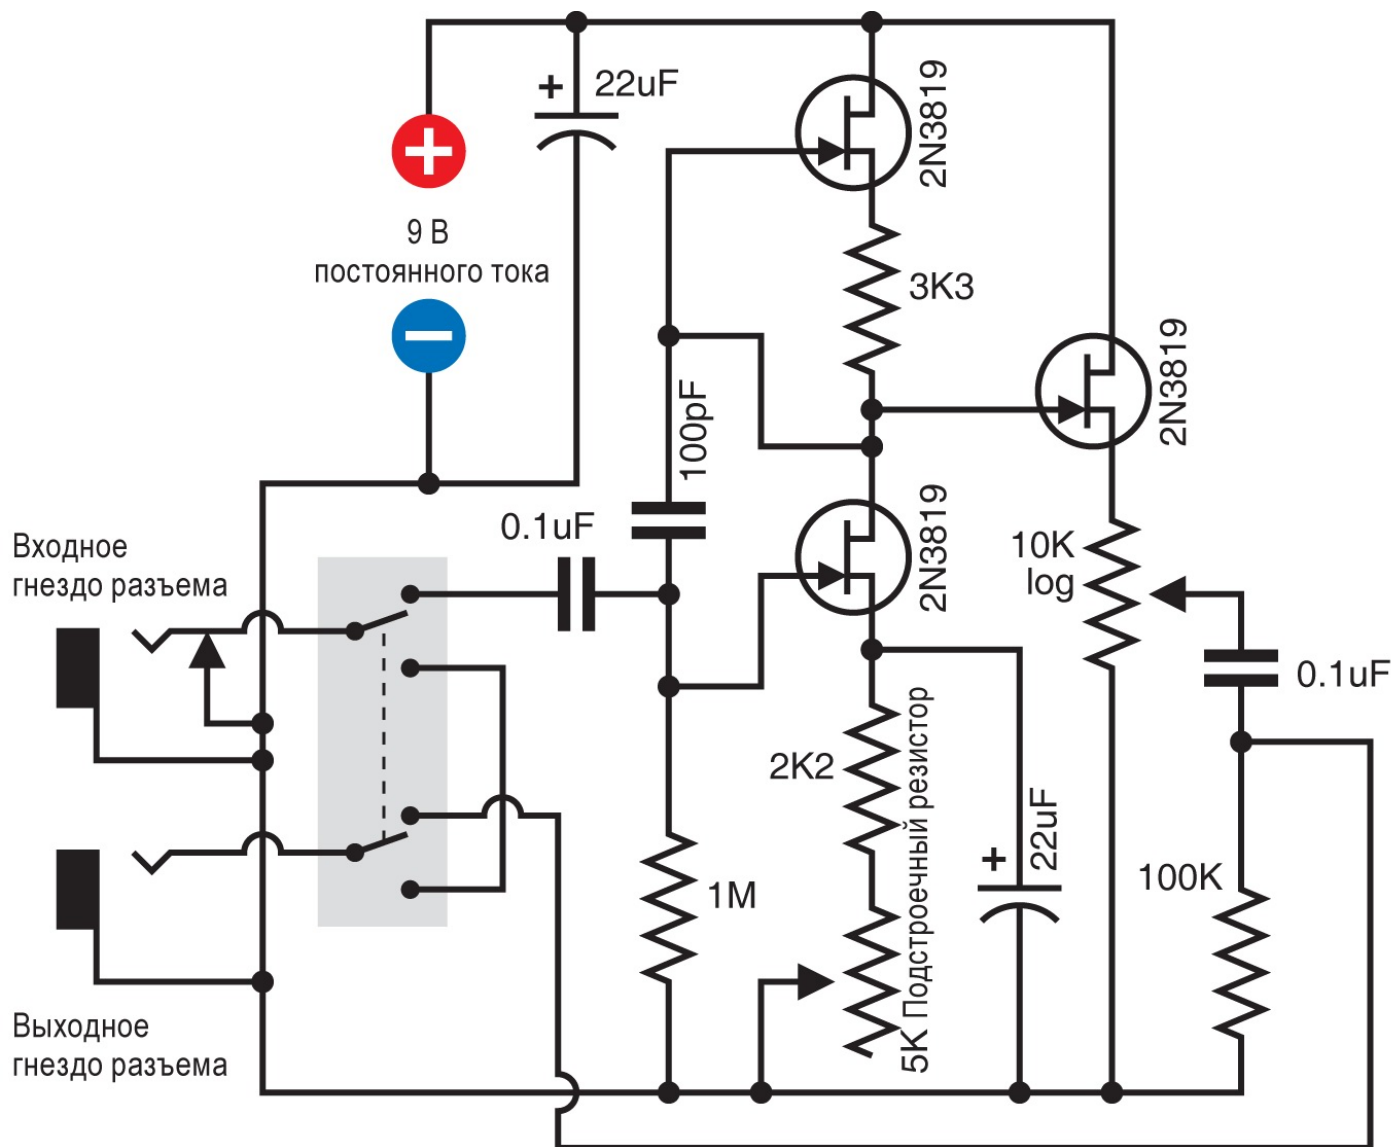 22uF
2N3819
9 В
постоянного тока
3K3
2N3819
100pF
0.1uF
2N3819
10K
log
Входное
гнездо разъема
0.1uF
2K2
5K Подстроечный резистор
22uF
1M
100K
Выходное
гнездо разъема